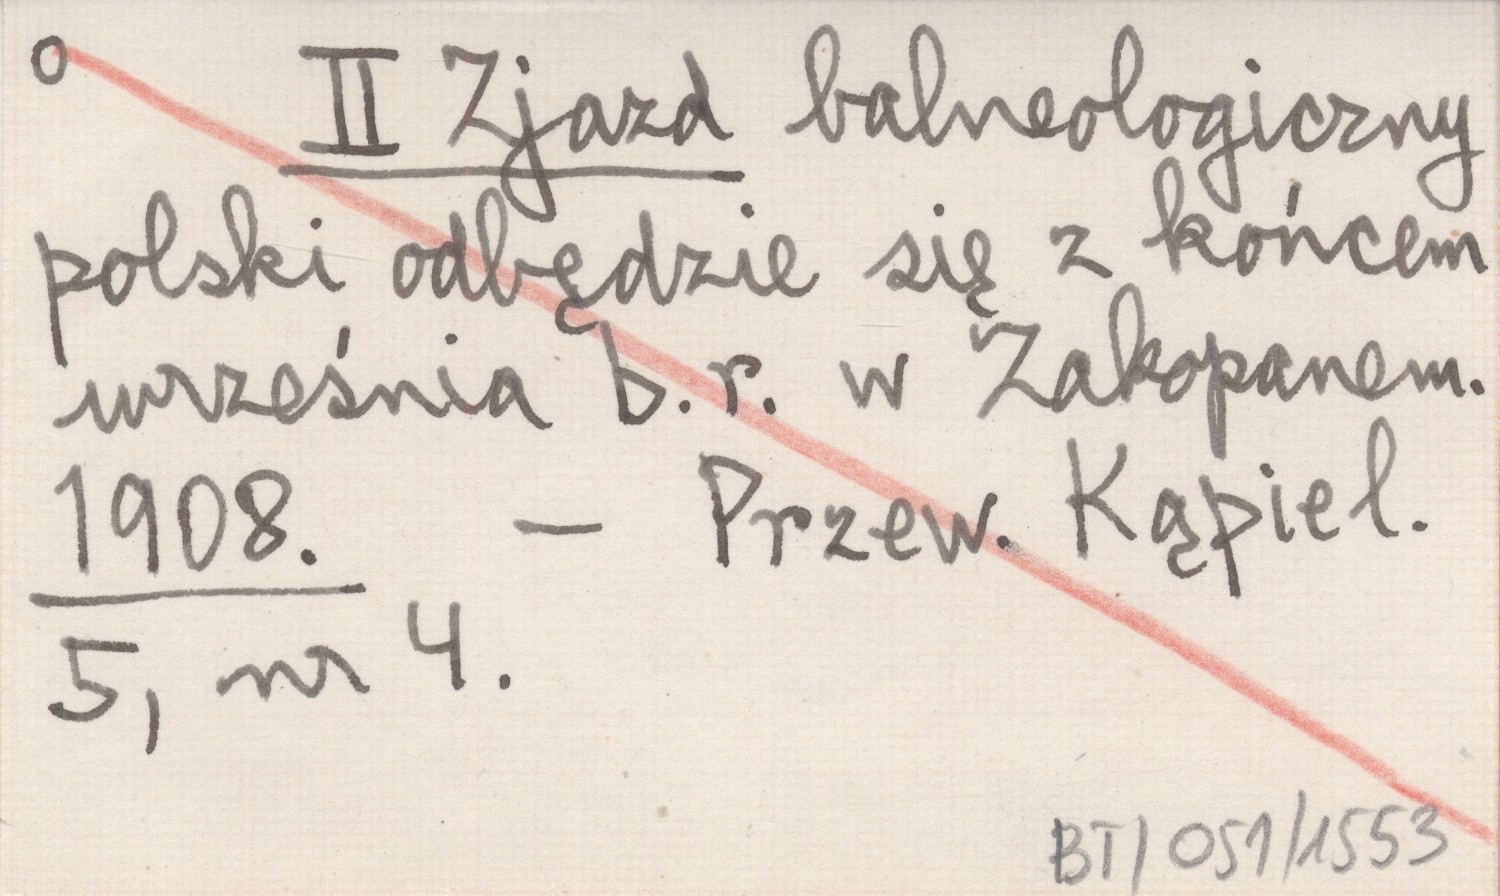 o II Zjazd balneologiczny
polski odbędzie się z końcem
września b.r. w Zakopanem.
1908. — Przew. Kąpiel.
5, nr 4.
BT/051/1553